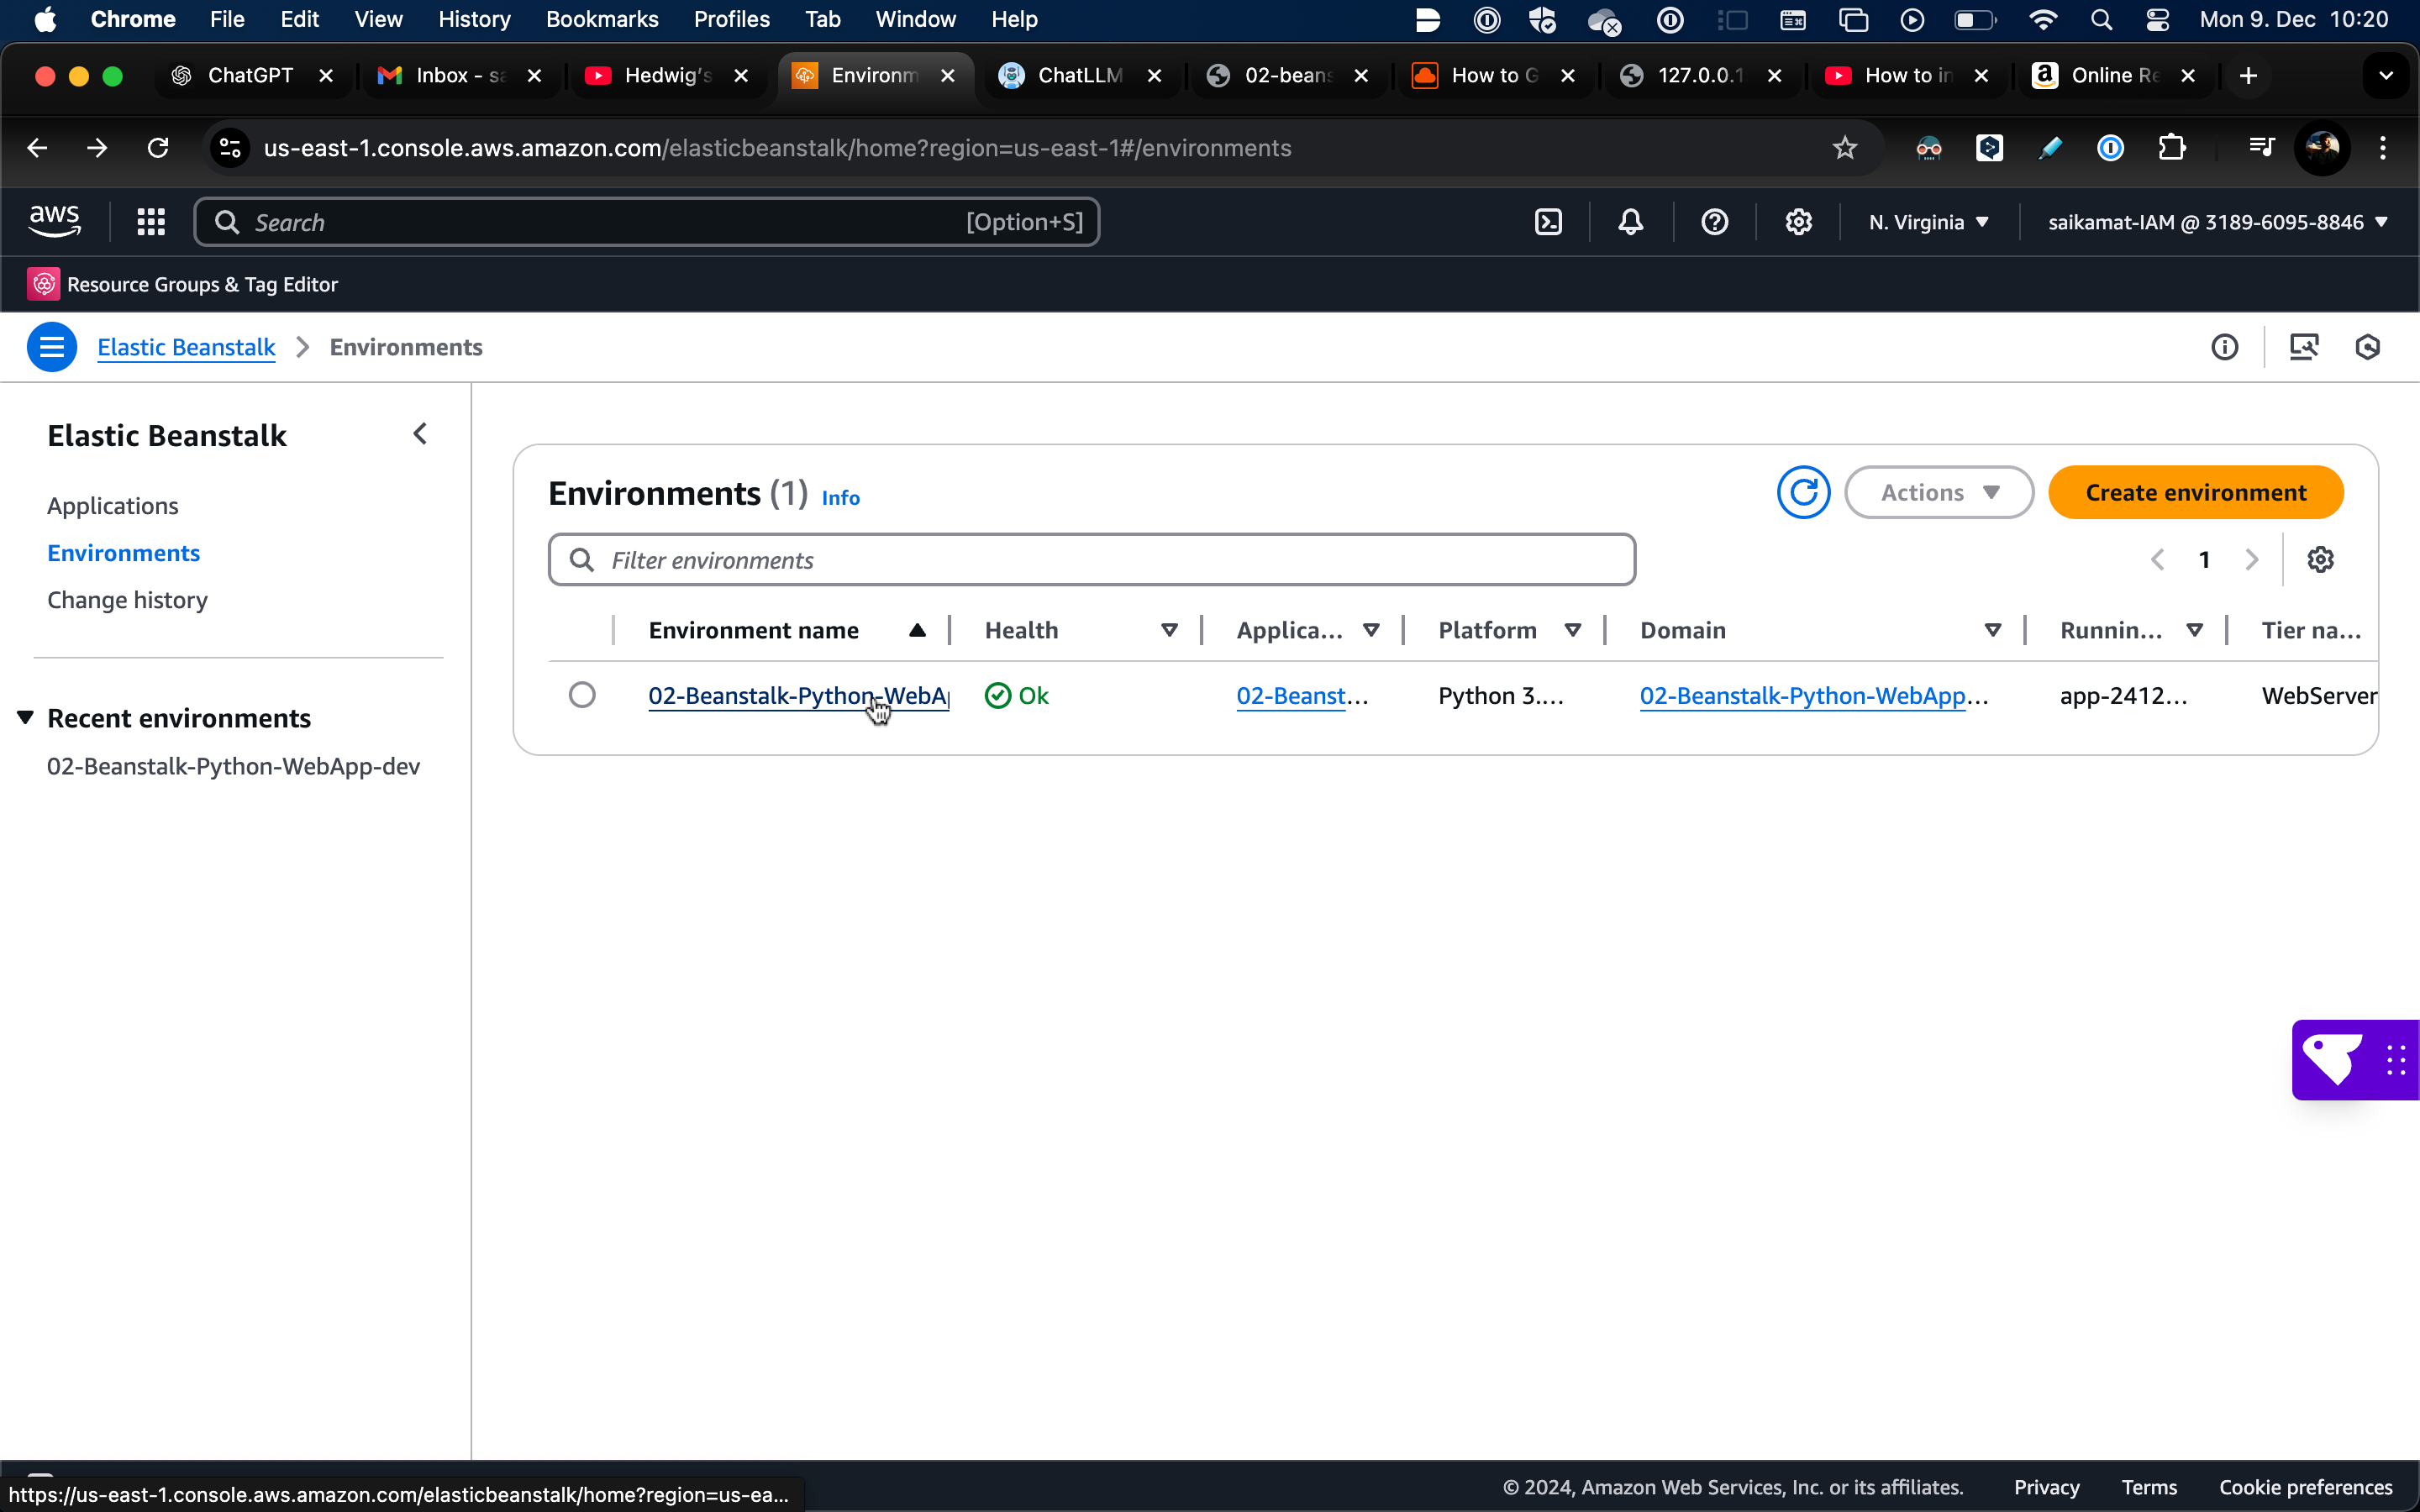 Chrome File Edit View History Bookmarks Profiles Tab Window Help Mon 9. Dec 10:20
ChatGPT Inbox - sa Hedwig's Environm ChatLLM 02-beans How to G 127.0.0.1 How to in Online Re
us-east-1.console.aws.amazon.com/elasticbeanstalk/home?region=us-east-1#/environments
aws Search [Option+S] N. Virginia saikamat-IAM @ 3189-6095-8846
Resource Groups & Tag Editor
Elastic Beanstalk Environments
Elastic Beanstalk
Applications
Environments
Change history
Recent environments
02-Beanstalk-Python-WebApp-dev
Environments (1) Info Actions Create environment
Filter environments 1
Environment name Health Applica... Platform Domain Runnin... Tier na...
02-Beanstalk-Python-WebAp Ok 02-Beanst... Python 3.... 02-Beanstalk-Python-WebApp... app-2412... WebServer
https://us-east-1.console.aws.amazon.com/elasticbeanstalk/home?region=us-ea...
© 2024, Amazon Web Services, Inc. or its affiliates. Privacy Terms Cookie preferences